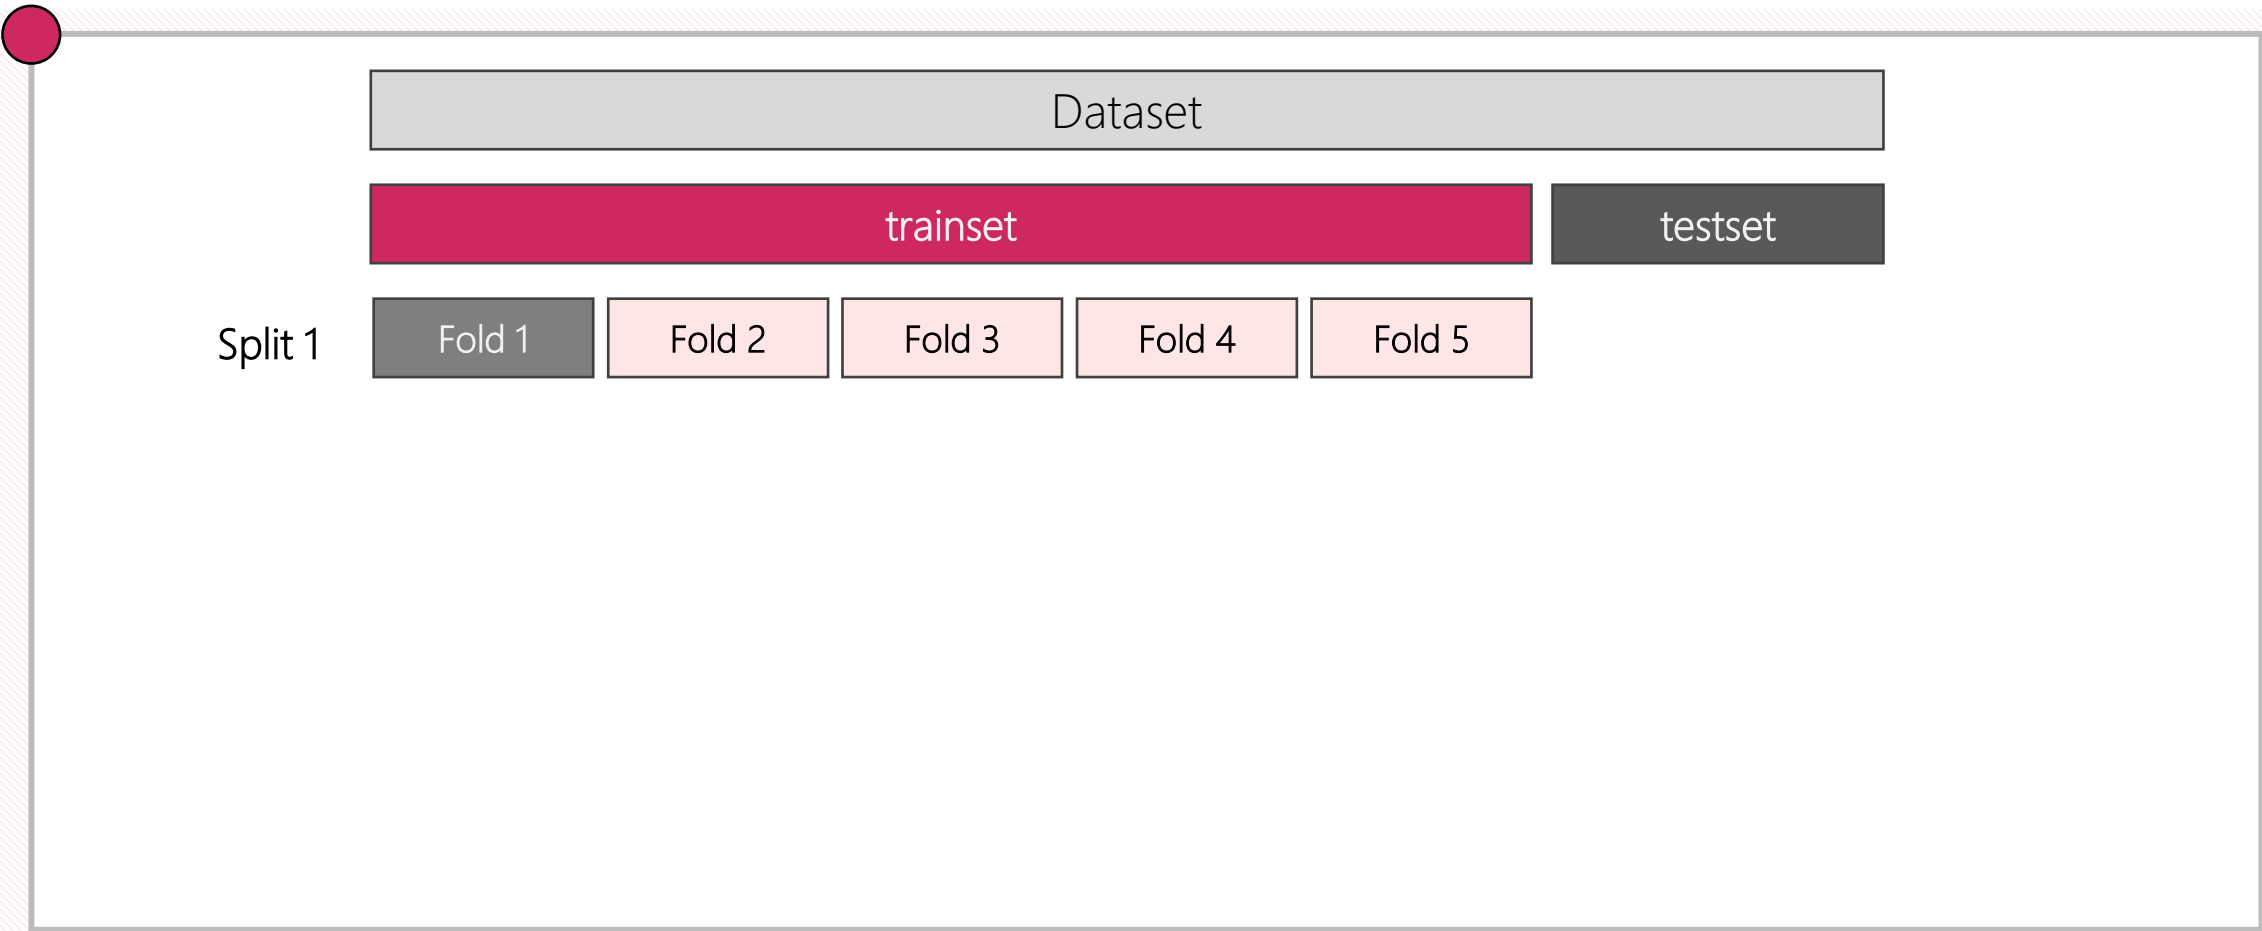 Dataset
trainset testset
Split 1 Fold 1 Fold 2 Fold 3 Fold 4 Fold 5